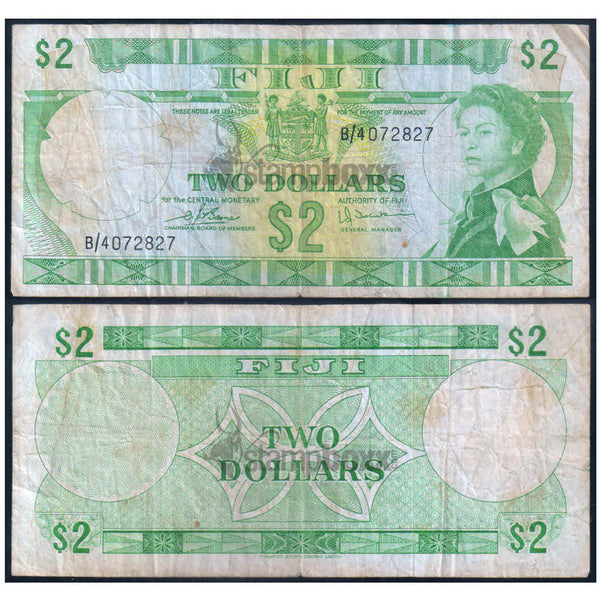 $2 $2
FIJI
THESE NOTES ARE LEGAL TENDER FOR THE PAYMENT OF ANY AMOUNT
B/4072827
stampboxx
TWO DOLLARS
for the CENTRAL MONETARY AUTHORITY OF FIJI
CHAIRMAN, BOARD OF MEMBERS GENERAL MANAGER
$2
B/4072827
$2 $2
FIJI
TWO
stampboxx
DOLLARS
$2 $2